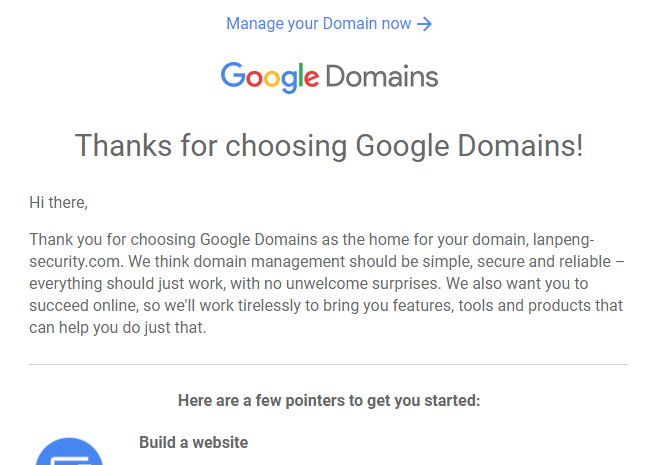 Manage your Domain now →
Google Domains
Thanks for choosing Google Domains!
Hi there,
Thank you for choosing Google Domains as the home for your domain, lanpeng-
security.com. We think domain management should be simple, secure and reliable –
everything should just work, with no unwelcome surprises. We also want you to
succeed online, so we'll work tirelessly to bring you features, tools and products that
can help you do just that.
Here are a few pointers to get you started:
Build a website